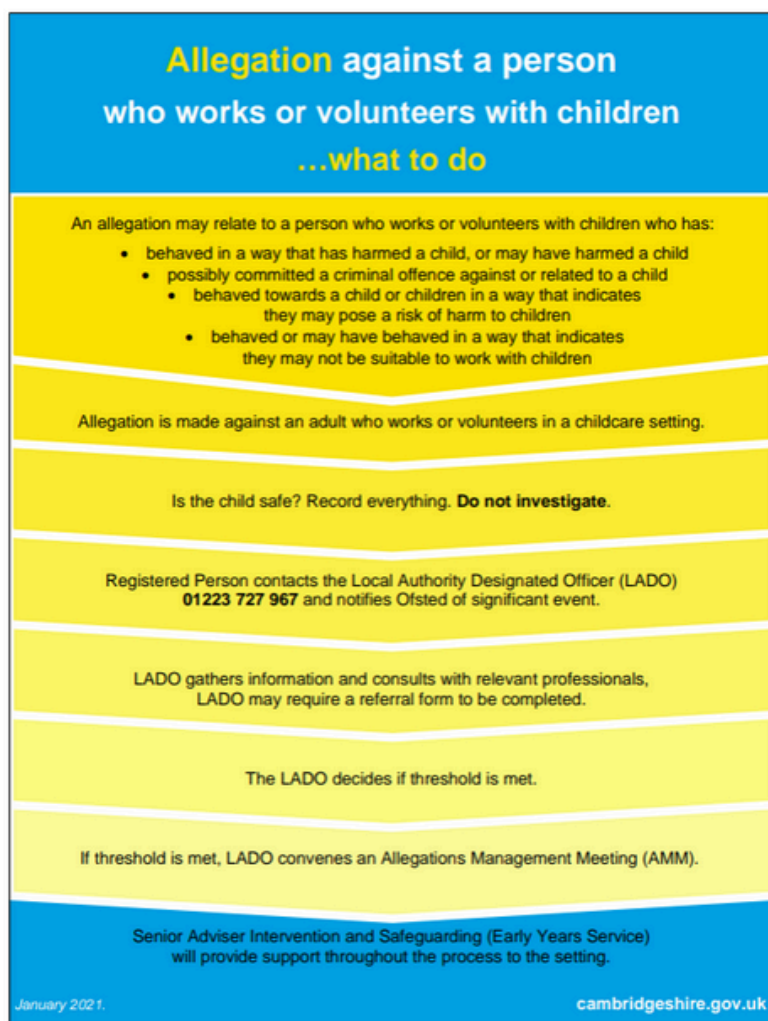 Allegation against a person
who works or volunteers with children
...what to do
An allegation may relate to a person who works or volunteers with children who has:
• behaved in a way that has harmed a child, or may have harmed a child
• possibly committed a criminal offence against or related to a child
• behaved towards a child or children in a way that indicates
they may pose a risk of harm to children
• behaved or may have behaved in a way that indicates
they may not be suitable to work with children
Allegation is made against an adult who works or volunteers in a childcare setting.
Is the child safe? Record everything. Do not investigate.
Registered Person contacts the Local Authority Designated Officer (LADO)
01223 727 967 and notifies Ofsted of significant event.
LADO gathers information and consults with relevant professionals,
LADO may require a referral form to be completed.
The LADO decides if threshold is met.
If threshold is met, LADO convenes an Allegations Management Meeting (AMM).
Senior Adviser Intervention and Safeguarding (Early Years Service)
will provide support throughout the process to the setting.
January 2021.
cambridgeshire.gov.uk